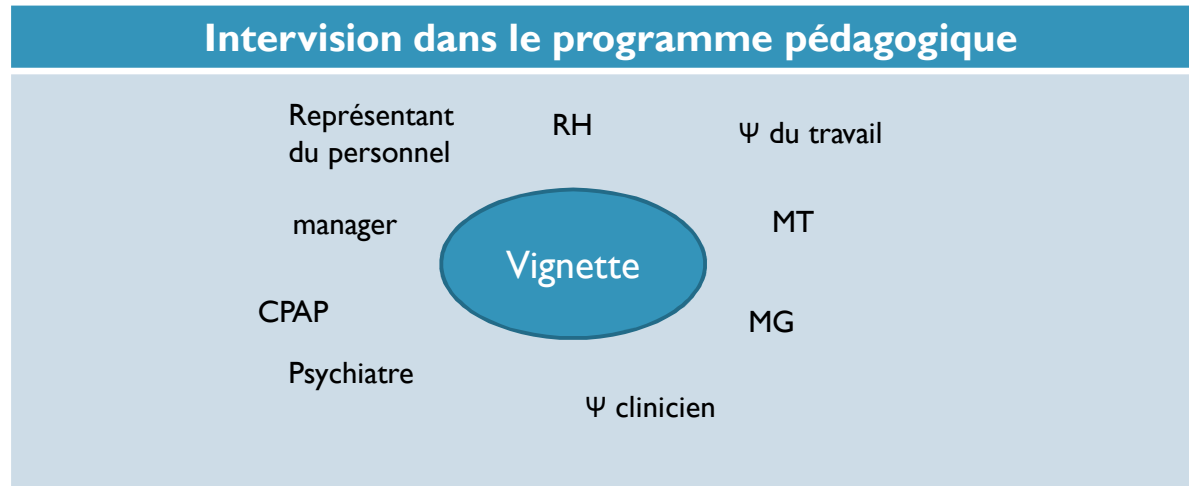 Intervision dans le programme pédagogique
Représentant
du personnel
RH
Ψ du travail
manager
MT
Vignette
CPAP
MG
Psychiatre
Ψ clinicien